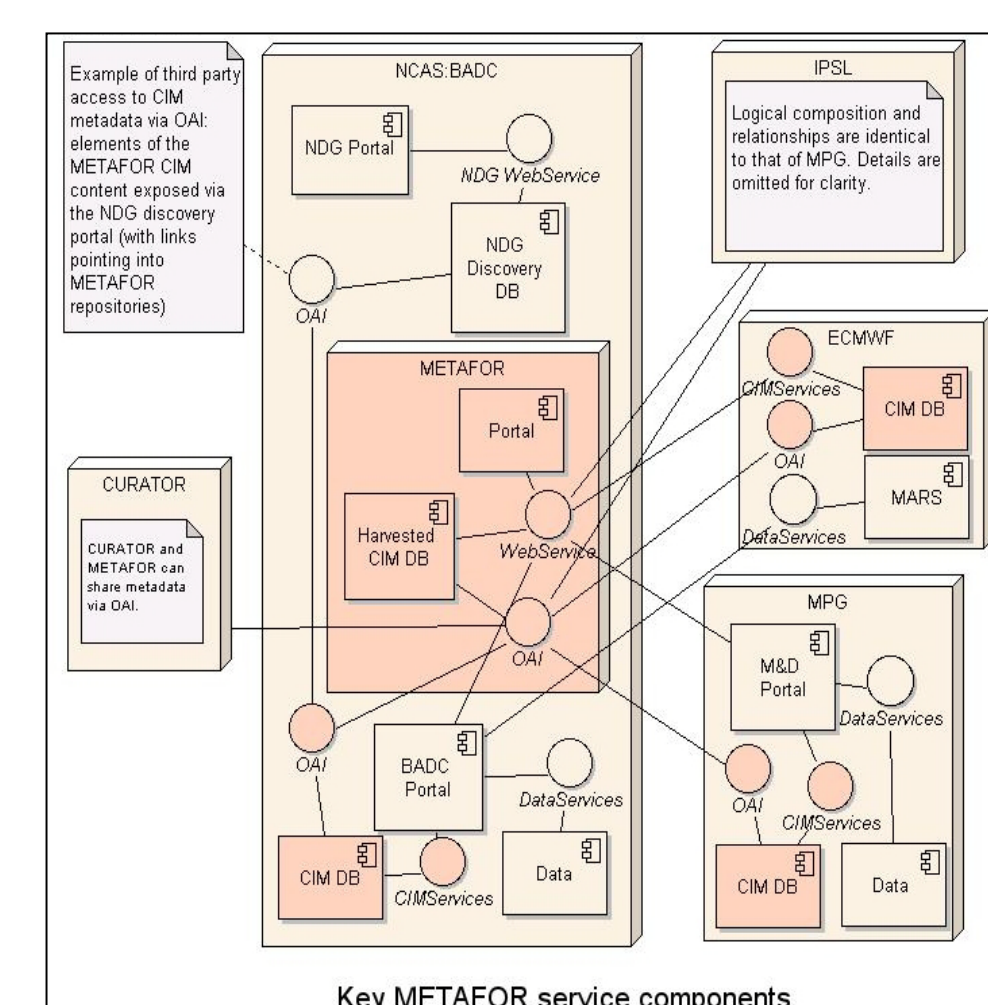 Example of third party
access to CIM
metadata via OAI:
elements of the
METAFOR CIM
content exposed via
the NDG discovery
portal (with links
pointing into
METAFOR
repositories)
NCAS:BADC
NDG Portal
NDG WebService
NDG
Discovery
DB
OAI
METAFOR
Portal
Harvested
CIM DB
WebService
OAI
OAI
BADC
Portal
DataServices
CIM DB
CIMServices
Data
CURATOR
CURATOR and
METAFOR can
share metadata
via OAI.
IPSL
Logical composition and
relationships are identical
to that of MPG. Details are
omitted for clarity.
ECMWF
CIMServices
CIM DB
OAI
MARS
DataServices
MPG
M&D
Portal
DataServices
OAI
CIMServices
CIM DB
Data
Key METAFOR service components